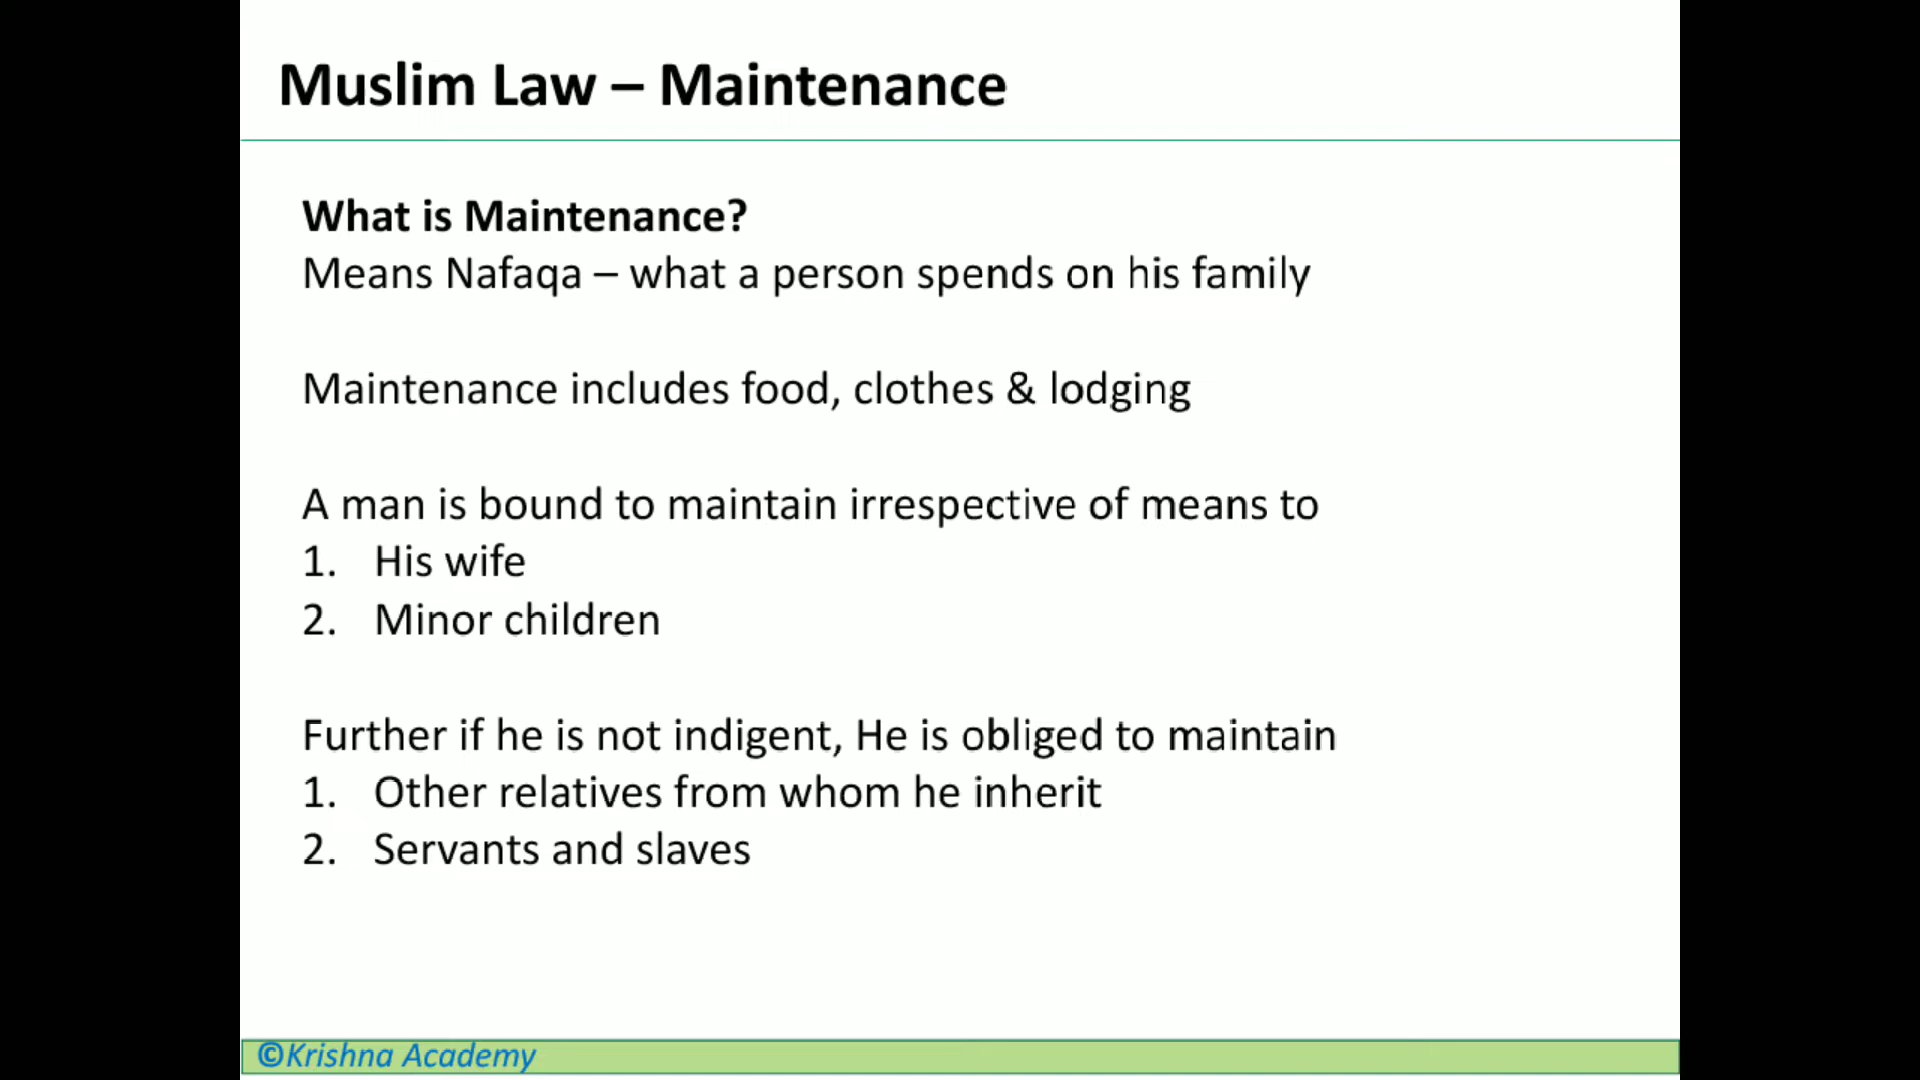 Muslim Law – Maintenance
What is Maintenance?
Means Nafaqa – what a person spends on his family
Maintenance includes food, clothes & lodging
A man is bound to maintain irrespective of means to
1. His wife
2. Minor children
Further if he is not indigent, He is obliged to maintain
1. Other relatives from whom he inherit
2. Servants and slaves
©Krishna Academy